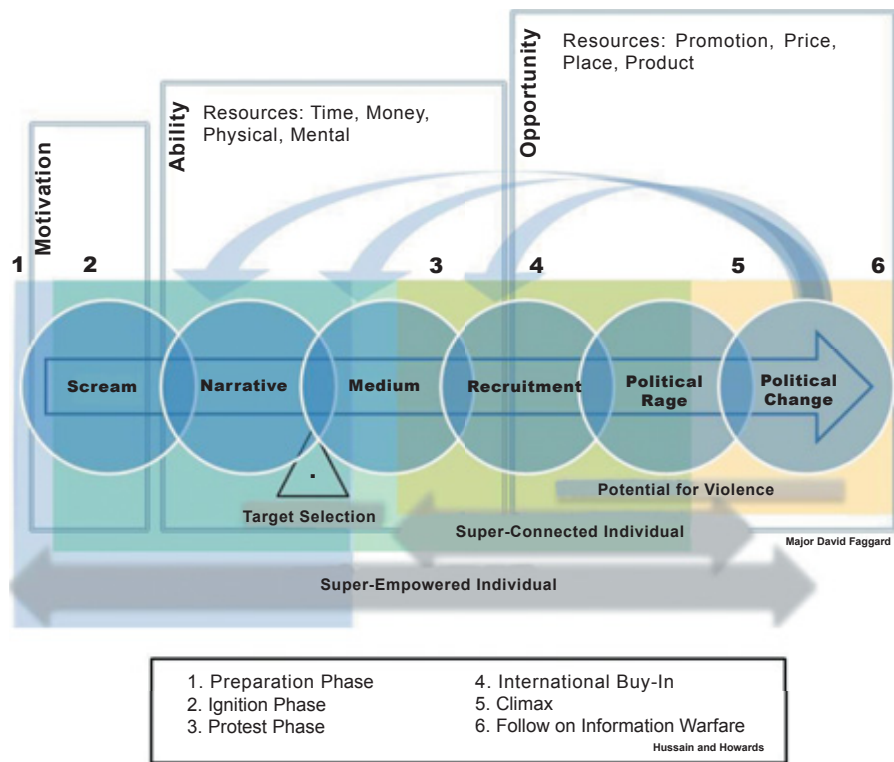 Opportunity
Resources: Promotion, Price,
Place, Product
Ability
Resources: Time, Money,
Physical, Mental
Motivation
1
2
3
4
5
6
Scream
Narrative
Medium
Recruitment
Political
Rage
Political
Change
Target Selection
Potential for Violence
Super-Connected Individual
Major David Faggard
Super-Empowered Individual
1. Preparation Phase
2. Ignition Phase
3. Protest Phase
4. International Buy-In
5. Climax
6. Follow on Information Warfare
Hussain and Howards